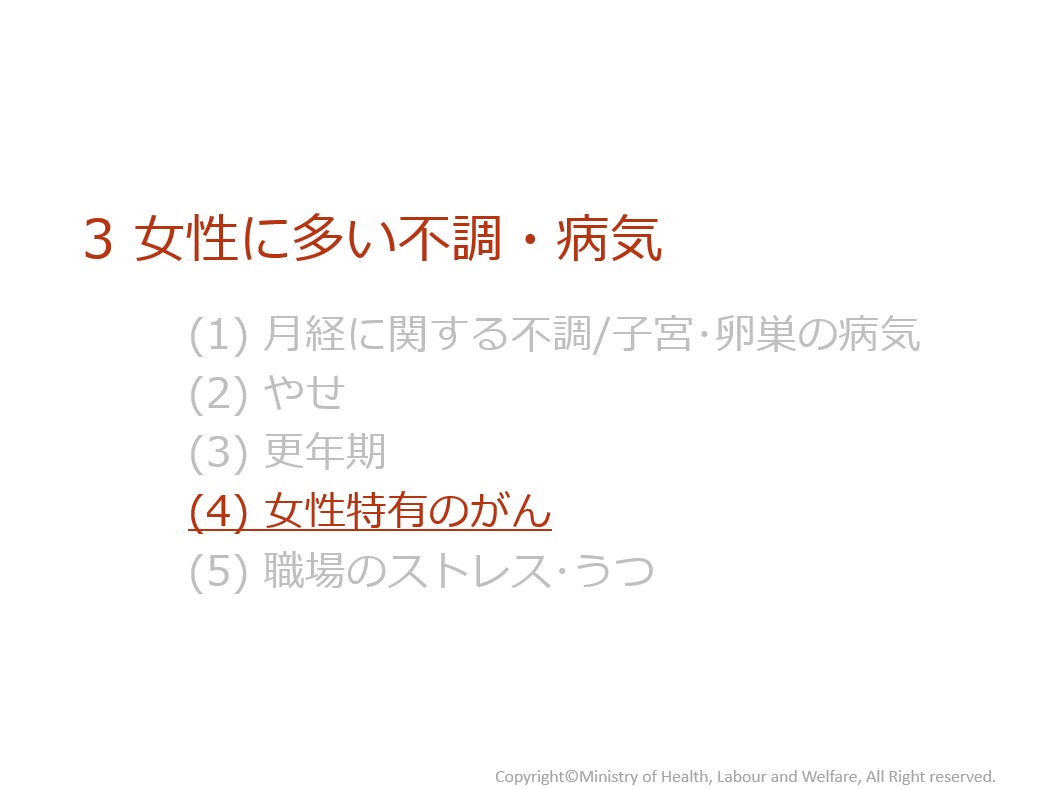 3 女性に多い不調・病気
(1) 月経に関する不調/子宮･卵巣の病気
(2) やせ
(3) 更年期
(4) 女性特有のがん
(5) 職場のストレス･うつ
Copyright©Ministry of Health, Labour and Welfare, All Right reserved.